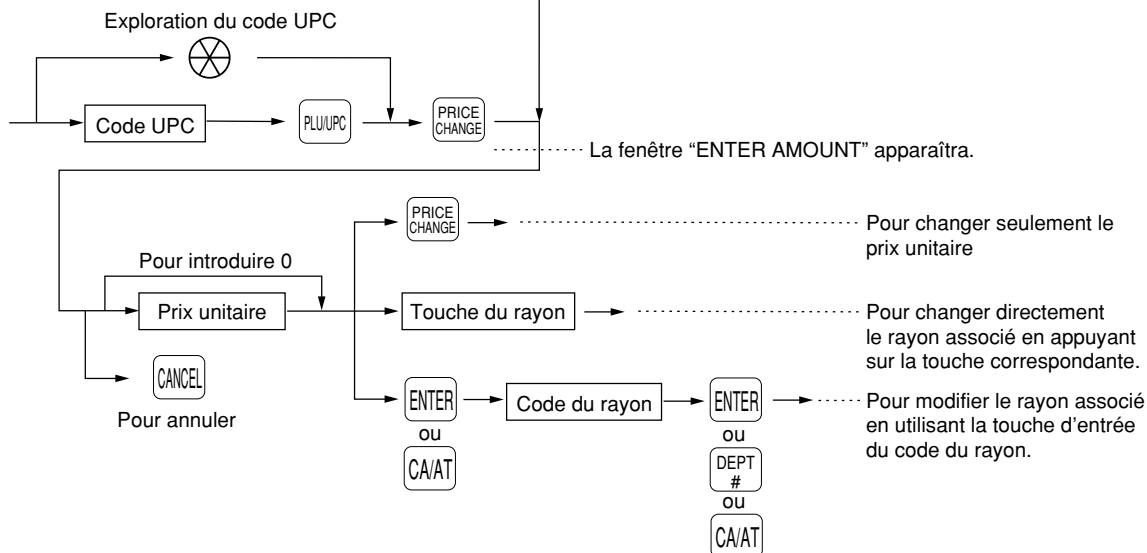 Exploration du code UPC
Code UPC
PLU/UPC
PRICE
CHANGE
La fenêtre “ENTER AMOUNT” apparaîtra.
PRICE
CHANGE
Pour changer seulement le
prix unitaire
Pour introduire 0
Prix unitaire
Touche du rayon
Pour changer directement
le rayon associé en appuyant
sur la touche correspondante.
CANCEL
Pour annuler
ENTER
ou
CA/AT
Code du rayon
ENTER
ou
DEPT
#
ou
CA/AT
Pour modifier le rayon associé
en utilisant la touche d’entrée
du code du rayon.